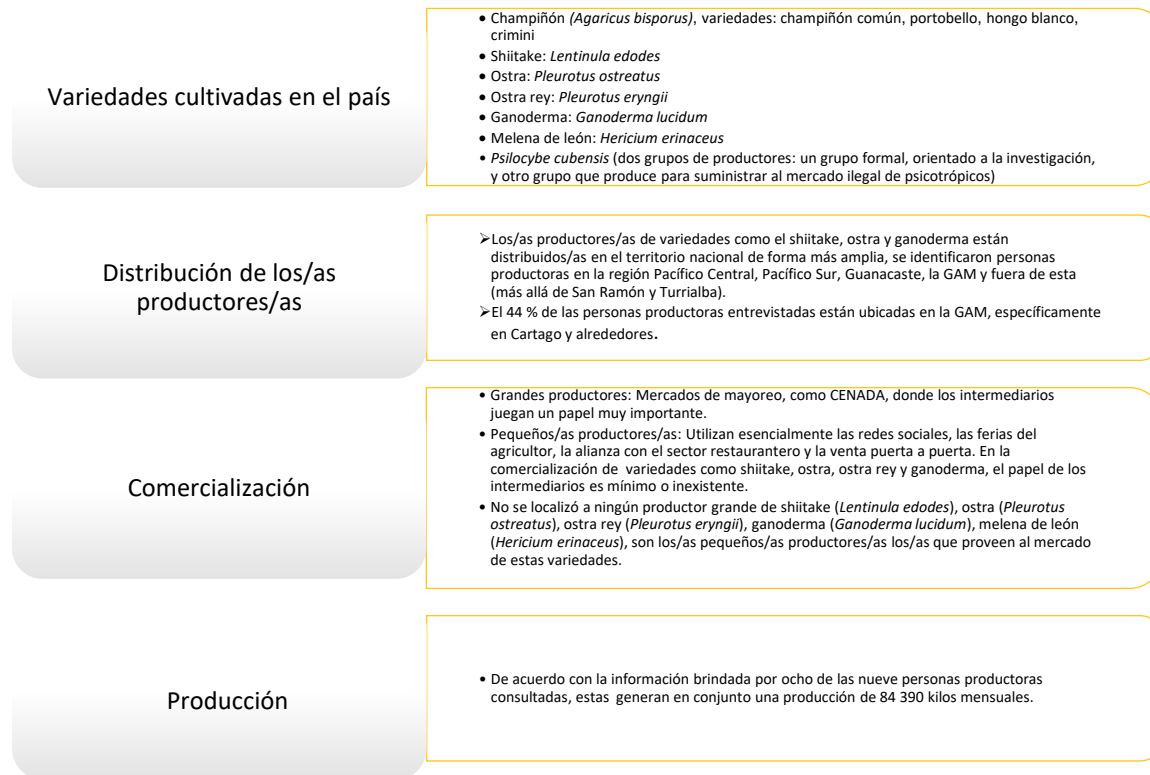 Variedades cultivadas en el país
• Champiñón (Agaricus bisporus), variedades: champiñón común, portobello, hongo blanco,
crimini
• Shiitake: Lentinula edodes
• Ostra: Pleurotus ostreatus
• Ostra rey: Pleurotus eryngii
• Ganoderma: Ganoderma lucidum
• Melena de león: Hericium erinaceus
• Psilocybe cubensis (dos grupos de productores: un grupo formal, orientado a la investigación,
y otro grupo que produce para suministrar al mercado ilegal de psicotrópicos)
Distribución de los/as
productores/as
➢Los/as productores/as de variedades como el shiitake, ostra y ganoderma están
distribuidos/as en el territorio nacional de forma más amplia, se identificaron personas
productoras en la región Pacífico Central, Pacífico Sur, Guanacaste, la GAM y fuera de esta
(más allá de San Ramón y Turrialba).
➢El 44 % de las personas productoras entrevistadas están ubicadas en la GAM, específicamente
en Cartago y alrededores.
Comercialización
• Grandes productores: Mercados de mayoreo, como CENADA, donde los intermediarios
juegan un papel muy importante.
• Pequeños/as productores/as: Utilizan esencialmente las redes sociales, las ferias del
agricultor, la alianza con el sector restaurantero y la venta puerta a puerta. En la
comercialización de variedades como shiitake, ostra, ostra rey y ganoderma, el papel de los
intermediarios es mínimo o inexistente.
• No se localizó a ningún productor grande de shiitake (Lentinula edodes), ostra (Pleurotus
ostreatus), ostra rey (Pleurotus eryngii), ganoderma (Ganoderma lucidum), melena de león
(Hericium erinaceus), son los/as pequeños/as productores/as los/as que proveen al mercado
de estas variedades.
Producción
• De acuerdo con la información brindada por ocho de las nueve personas productoras
consultadas, estas generan en conjunto una producción de 84 390 kilos mensuales.